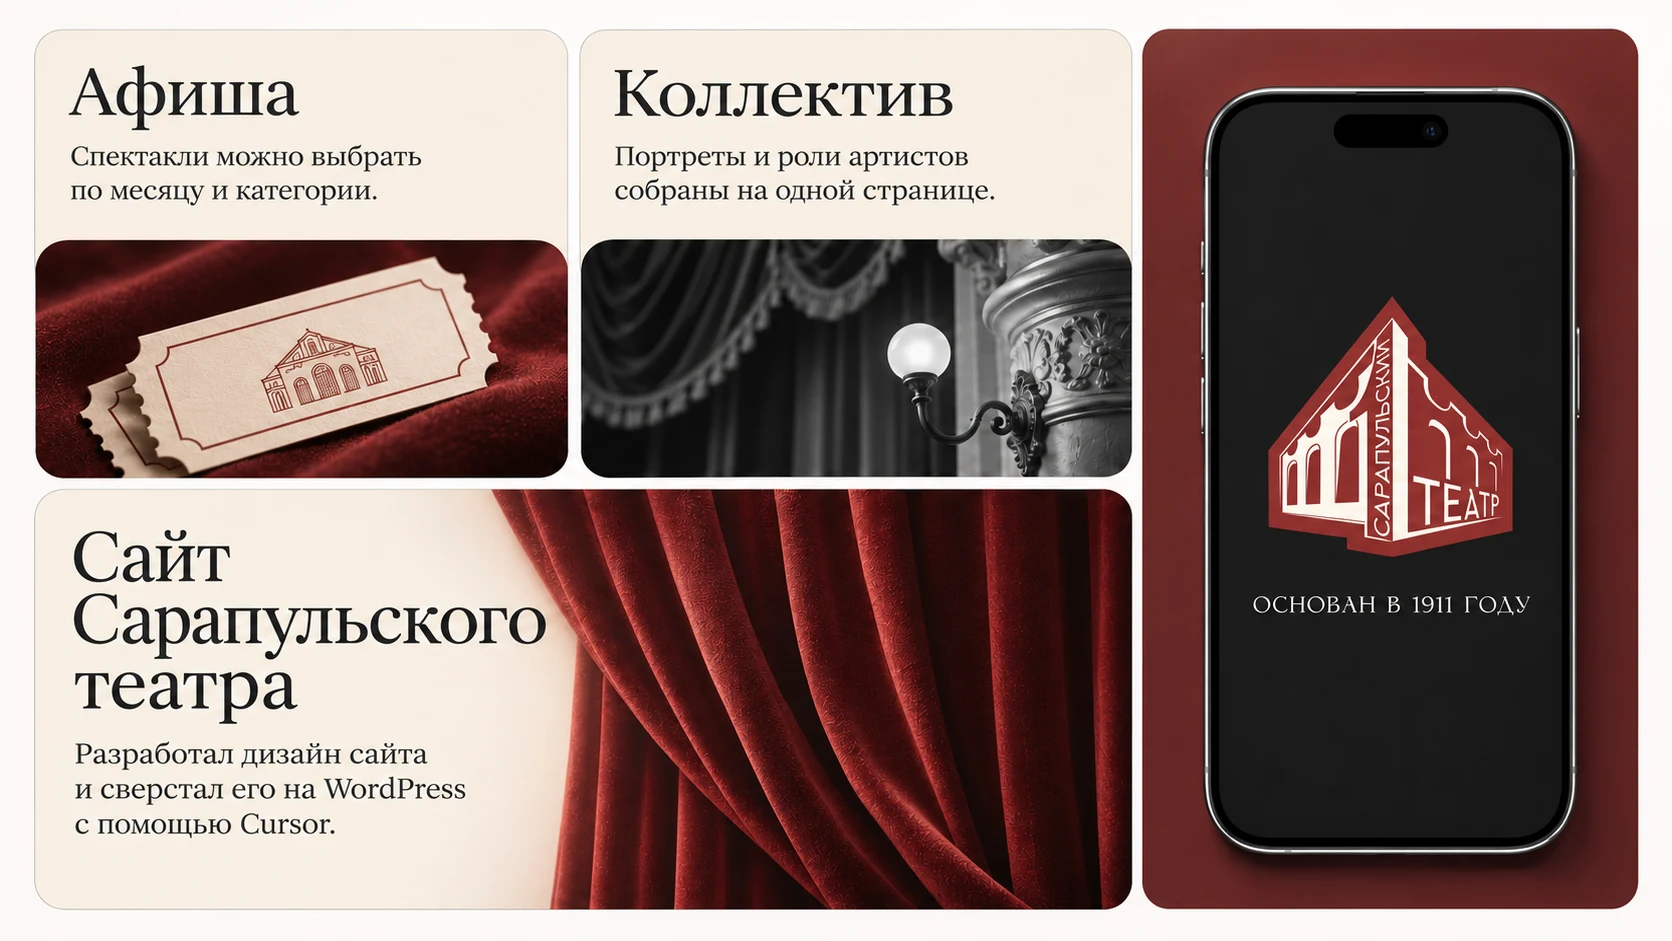 Афиша
Спектакли можно выбрать
по месяцу и категории.
Коллектив
Портреты и роли артистов
собраны на одной странице.
Сайт
Сарапульского
театра
Разработал дизайн сайта
и сверстал его на WordPress
с помощью Cursor.
САРАПУЛЬСКИЙ
ТЕАТР
ОСНОВАН В 1911 ГОДУ